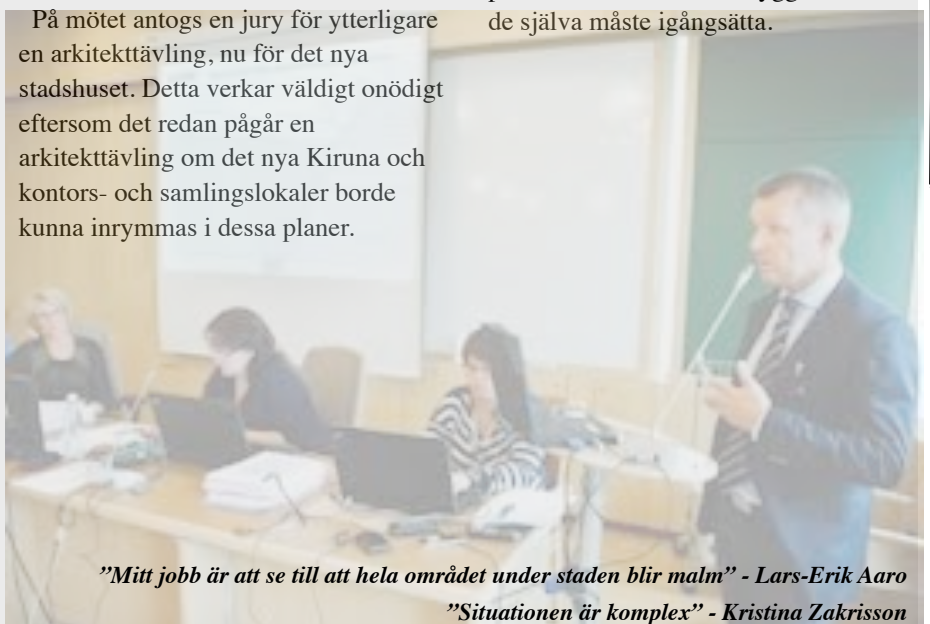 På mötet antogs en jury för ytterligare
en arkitekttävling, nu för det nya
stadshuset. Detta verkar väldigt onödigt
eftersom det redan pågår en
arkitekttävling om det nya Kiruna och
kontors- och samlingslokaler borde
kunna inrymmas i dessa planer.
de själva måste igångsätta.
”Mitt jobb är att se till att hela området under staden blir malm” - Lars-Erik Aaro
”Situationen är komplex” - Kristina Zakrisson